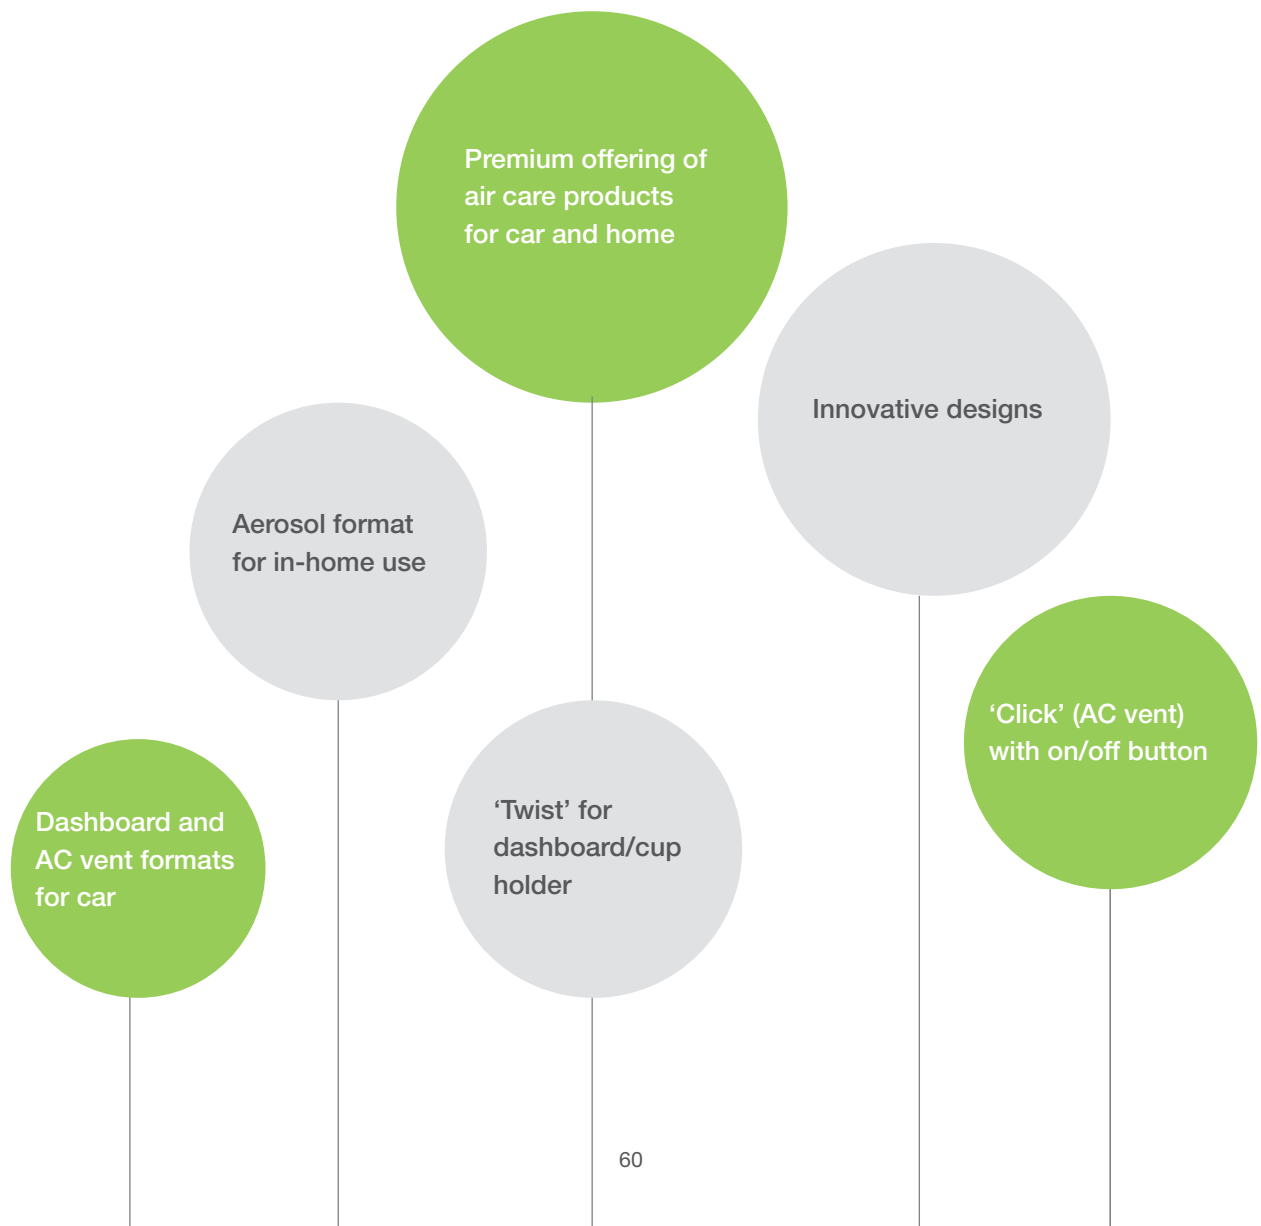 Premium offering of
air care products
for car and home
Innovative designs
Aerosol format
for in-home use
‘Click’ (AC vent)
with on/off button
‘Twist’ for
dashboard/cup
holder
Dashboard and
AC vent formats
for car
60